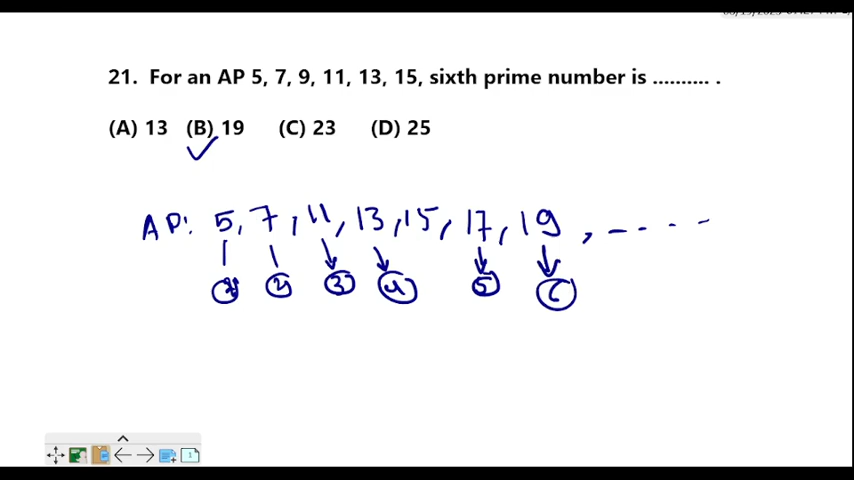 21. For an AP 5, 7, 9, 11, 13, 15, sixth prime number is .......... .
(A) 13 (B) 19 (C) 23 (D) 25
AP: 5, 7, 11, 13, 15, 17, 19, - - - - -
2 3 4 5 6
1